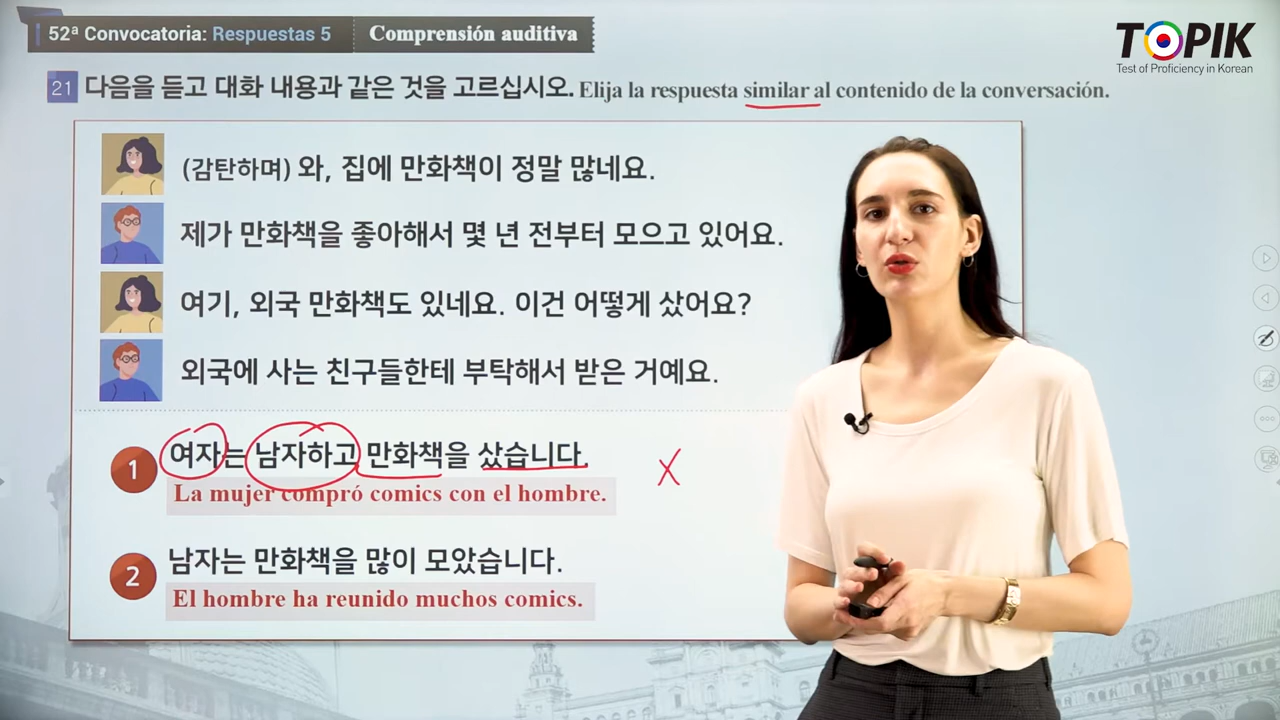 52ª Convocatoria: Respuestas 5 Comprensión auditiva
TOPIK
Test of Proficiency in Korean
21 다음을 듣고 대화 내용과 같은 것을 고르십시오. Elija la respuesta similar al contenido de la conversación.
(감탄하며) 와, 집에 만화책이 정말 많네요.
제가 만화책을 좋아해서 몇 년 전부터 모으고 있어요.
여기, 외국 만화책도 있네요. 이건 어떻게 샀어요?
외국에 사는 친구들한테 부탁해서 받은 거예요.
1 여자는 남자하고 만화책을 샀습니다. X
La mujer compró comics con el hombre.
2 남자는 만화책을 많이 모았습니다.
El hombre ha reunido muchos comics.